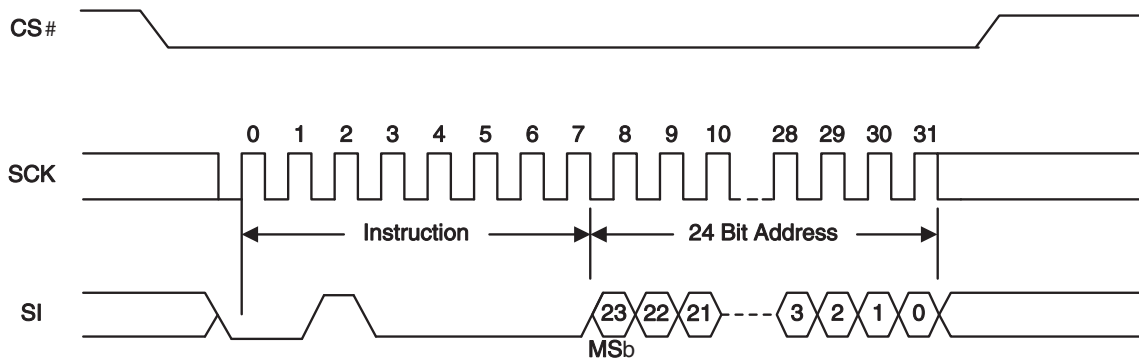 CS#
0 1 2 3 4 5 6 7 8 9 10 28 29 30 31
SCK
Instruction 24 Bit Address
SI 23 22 21 3 2 1 0
MSb